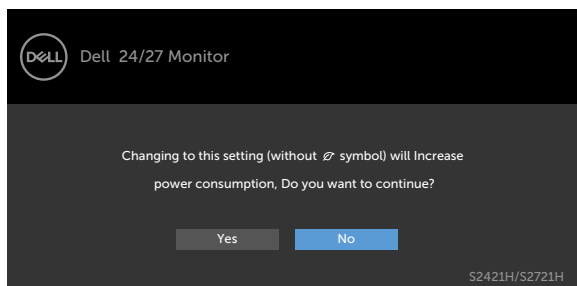 DELL
Dell 24/27 Monitor
Changing to this setting (without symbol) will Increase
power consumption, Do you want to continue?
Yes
No
S2421H/S2721H